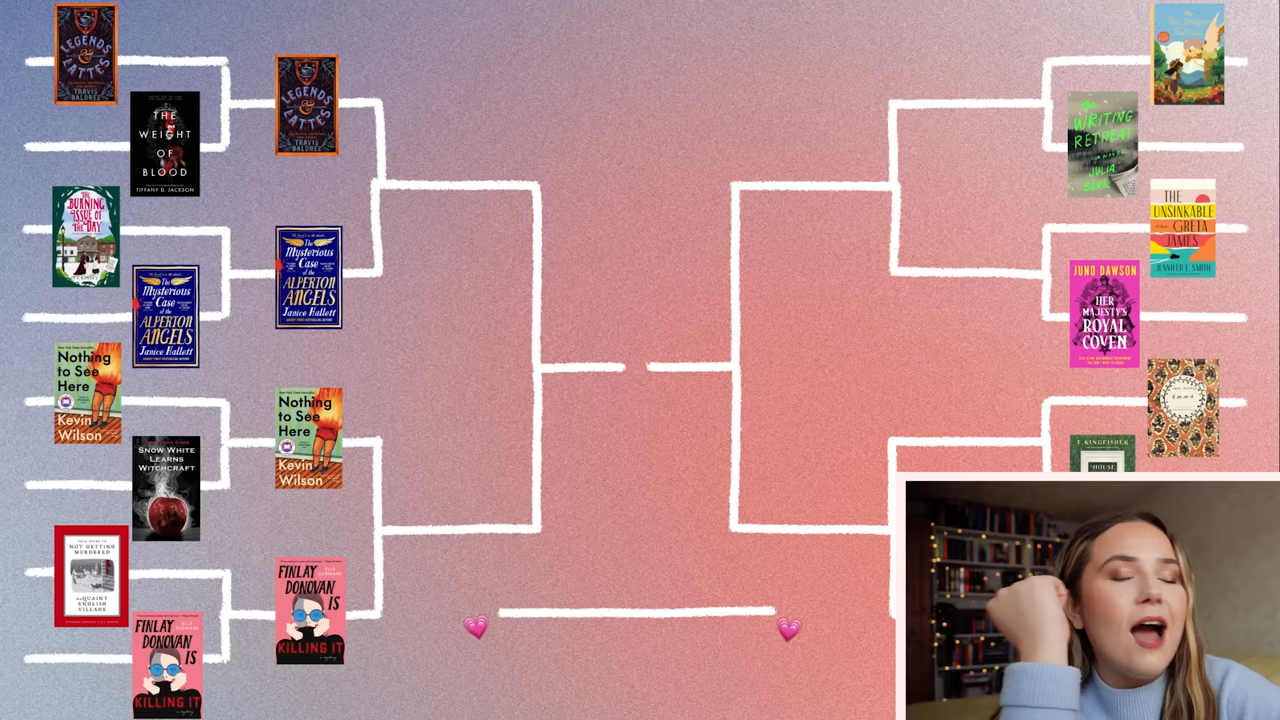 LEGENDS
&
LATTES
TRAVIS
BALDREE
THE
WEIGHT
OF
BLOOD
TIFFANY D. JACKSON
THE
BURNING
ISSUE OF
THE DAY
The
Mysterious
Case
of the
ALPERTON
ANGELS
Janice Hallett
Nothing
to See
Here
Kevin
Wilson
SNOW WHITE
LEARNS
WITCHCRAFT
NOT GETTING
MURDERED
QUAINT
ENGLISH
VILLAGE
FINLAY
DONOVAN
IS
KILLING IT
LEGENDS
&
LATTES
TRAVIS
BALDREE
The
Mysterious
Case
of the
ALPERTON
ANGELS
Janice Hallett
Nothing
to See
Here
Kevin
Wilson
FINLAY
DONOVAN
IS
KILLING IT
the
WRITING
RETREAT
A NOVEL
JULIA
THE
UNSINKABLE
GRETA
JAMES
JENNIFER E. SMITH
JUNO DAWSON
HER
MAJESTY'S
ROYAL
COVEN
EMMA
T. KINGFISHER
HOUSE